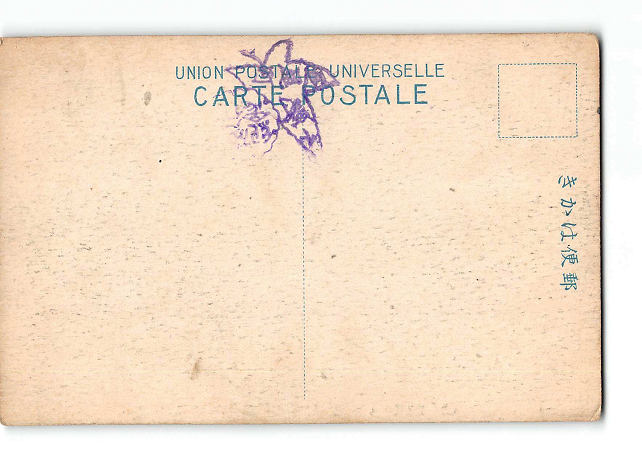 UNION POSTALE UNIVERSELLE
CARTE POSTALE
きかは便郵